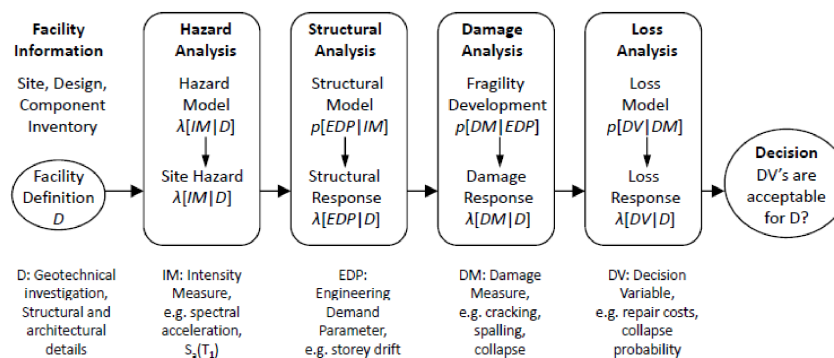 Facility
Information
Site, Design,
Component
Inventory
Facility
Definition
D
D: Geotechnical
investigation,
Structural and
architectural
details
Hazard
Analysis
Hazard
Model
λ[IM|D]
Site Hazard
λ[IM|D]
IM: Intensity
Measure,
e.g. spectral
acceleration,
Sa(T1)
Structural
Analysis
Structural
Model
p[EDP|IM]
Structural
Response
λ[EDP|D]
EDP:
Engineering
Demand
Parameter,
e.g. storey drift
Damage
Analysis
Fragility
Development
p[DM|EDP]
Damage
Response
λ[DM|D]
DM: Damage
Measure,
e.g. cracking,
spalling,
collapse
Loss
Analysis
Loss
Model
p[DV|DM]
Loss
Response
λ[DV|D]
DV: Decision
Variable,
e.g. repair costs,
collapse
probability
Decision
DV's are
acceptable
for D?